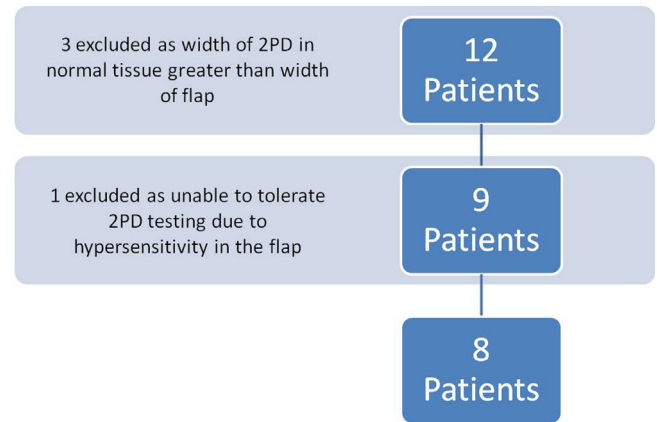 3 excluded as width of 2PD in
normal tissue greater than width
of flap
12
Patients
1 excluded as unable to tolerate
2PD testing due to
hypersensitivity in the flap
9
Patients
8
Patients